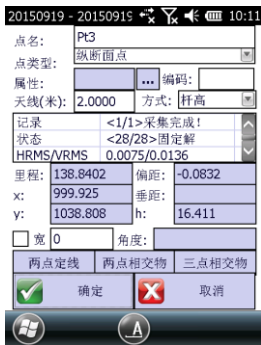 20150919 - 20150919 10:11
点名: Pt3
点类型: 纵断面点
属性: ... 编码:
天线(米): 2.0000 方式: 杆高
记录 <1/1>采集完成!
状态 <28/28>固定解
HRMS/VRMS 0.0075/0.0136
里程: 138.8402 偏距: -0.0832
x: 999.925 垂距:
y: 1038.808 h: 16.411
宽 0 角度:
两点定线 两点相交物 三点相交物
确定 取消
A